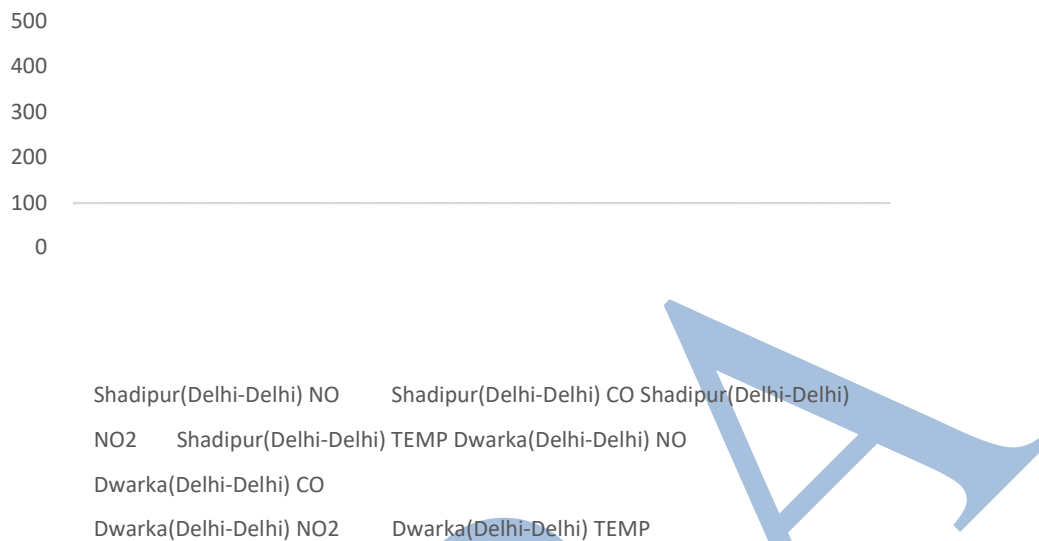 500
400
300
200
100
0
Shadipur(Delhi-Delhi) NO Shadipur(Delhi-Delhi) CO Shadipur(Delhi-Delhi)
NO2 Shadipur(Delhi-Delhi) TEMP Dwarka(Delhi-Delhi) NO
Dwarka(Delhi-Delhi) CO
Dwarka(Delhi-Delhi) NO2 Dwarka(Delhi-Delhi) TEMP
A